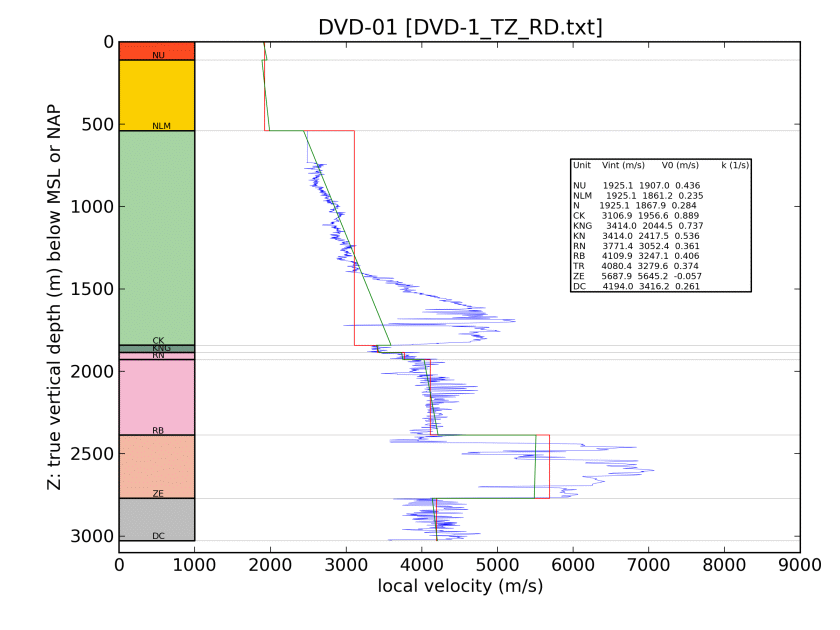 DVD-01 [DVD-1_TZ_RD.txt]
0
500
1000
1500
2000
2500
3000
Z: true vertical depth (m) below MSL or NAP
NU
NLM
CK
KNG
RN
RB
ZE
DC
Unit Vint (m/s) V0 (m/s) k (1/s)
NU 1925.1 1907.0 0.436
NLM 1925.1 1861.2 0.235
N 1925.1 1867.9 0.284
CK 3106.9 1956.6 0.889
KNG 3414.0 2044.5 0.737
KN 3414.0 2417.5 0.536
RN 3771.4 3052.4 0.361
RB 4109.9 3247.1 0.406
TR 4080.4 3279.6 0.374
ZE 5687.9 5645.2 -0.057
DC 4194.0 3416.2 0.261
0 1000 2000 3000 4000 5000 6000 7000 8000 9000
local velocity (m/s)